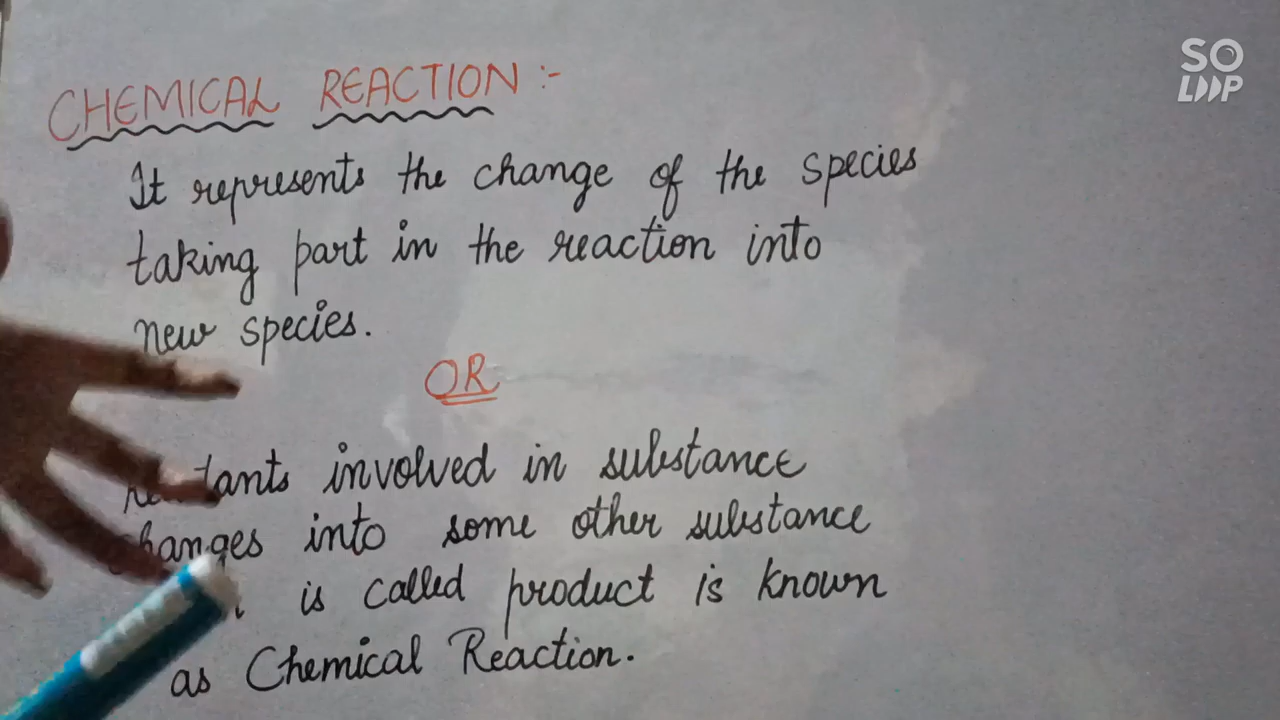 SO
LOOP
CHEMICAL REACTION :-
It represents the change of the species
taking part in the reaction into
new species.
OR
involved in substance
changes into some other substance
is called product is known
as Chemical Reaction.